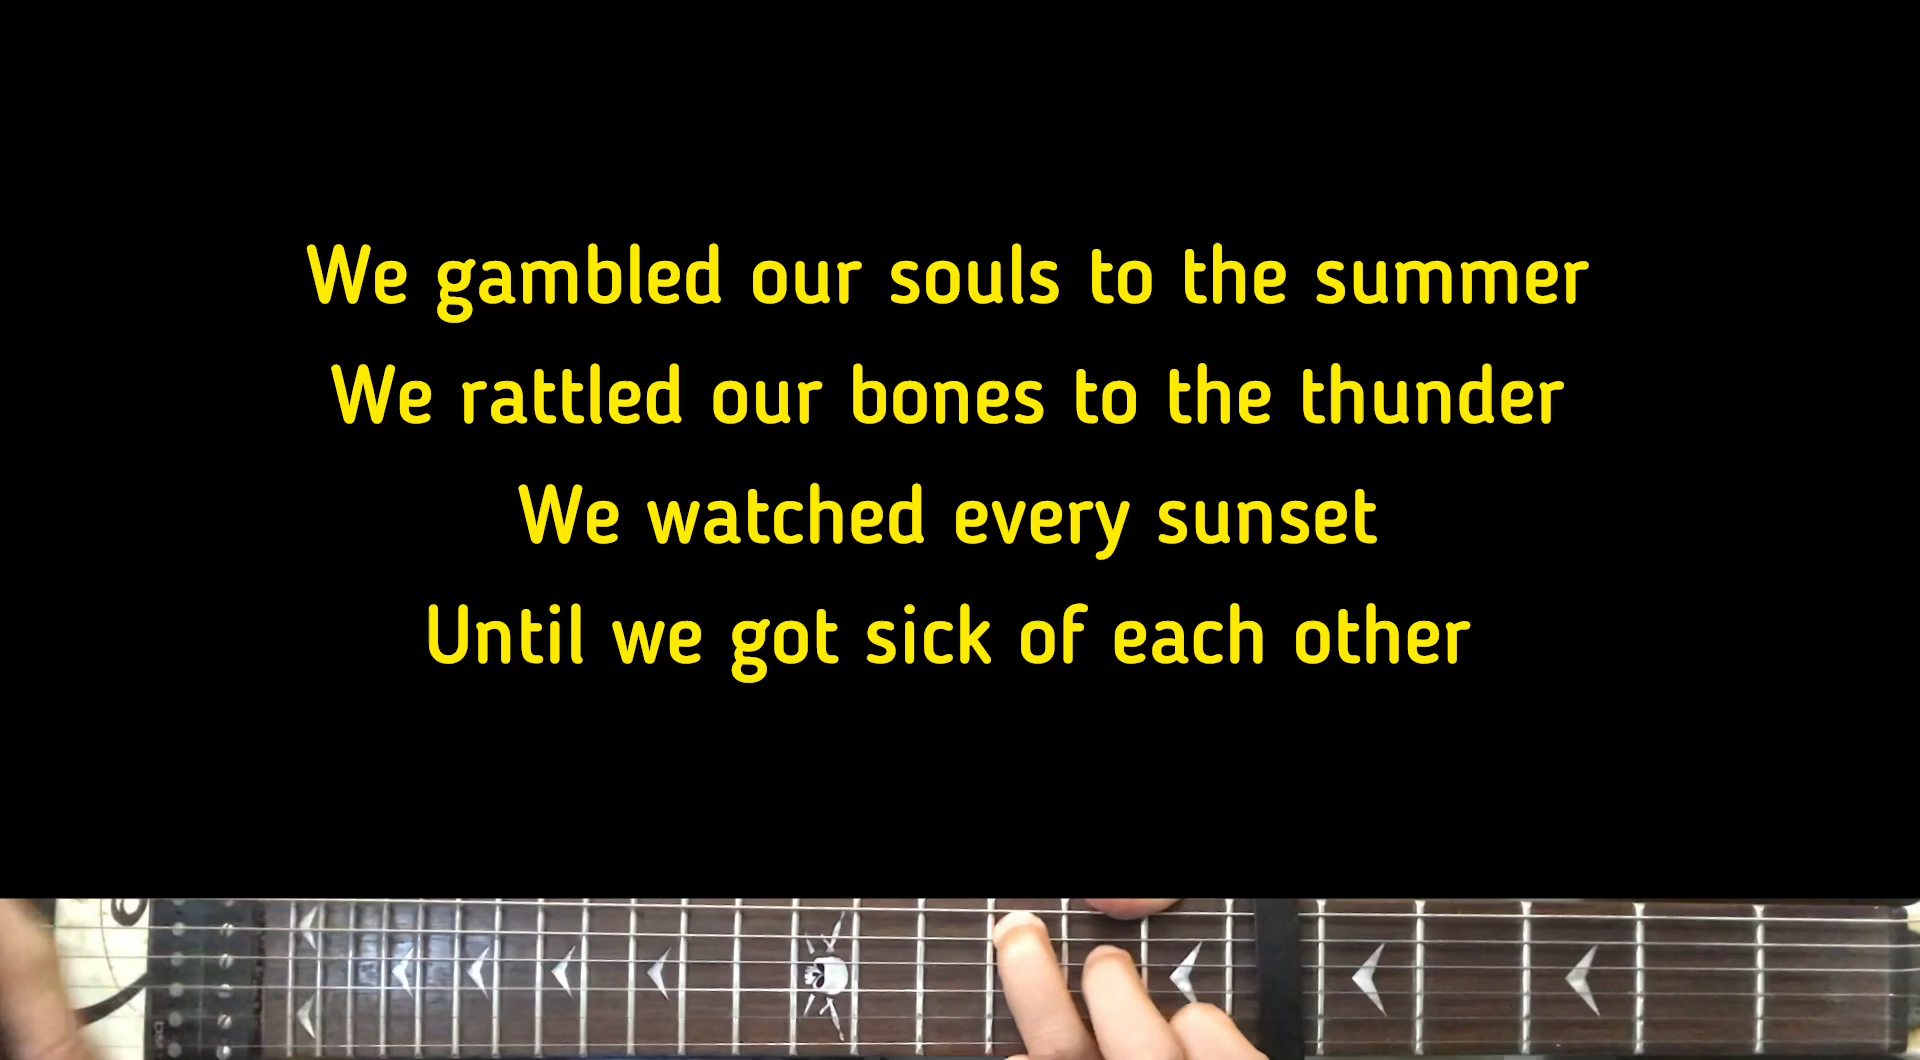 We gambled our souls to the summer
We rattled our bones to the thunder
We watched every sunset
Until we got sick of each other